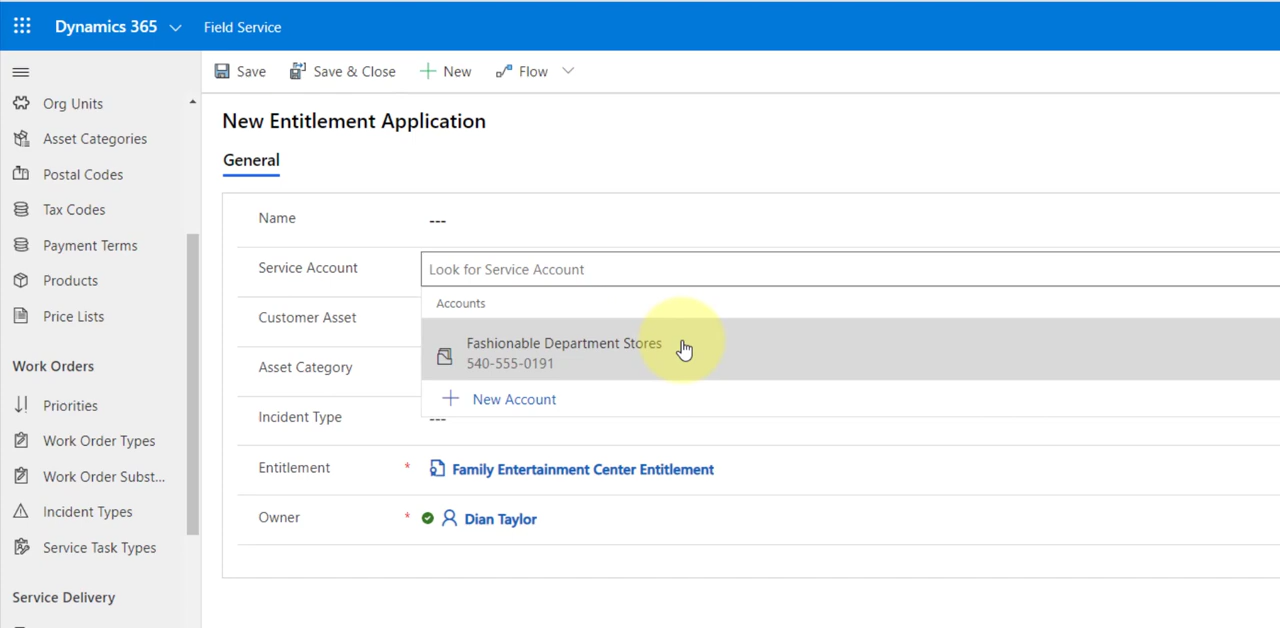 Dynamics 365 Field Service
Save Save & Close New Flow
Org Units
Asset Categories
Postal Codes
Tax Codes
Payment Terms
Products
Price Lists
Work Orders
Priorities
Work Order Types
Work Order Subst...
Incident Types
Service Task Types
Service Delivery
New Entitlement Application
General
Name ---
Service Account Look for Service Account
Accounts
Customer Asset
Fashionable Department Stores
540-555-0191
Asset Category
New Account
Incident Type ---
Entitlement * Family Entertainment Center Entitlement
Owner * Dian Taylor